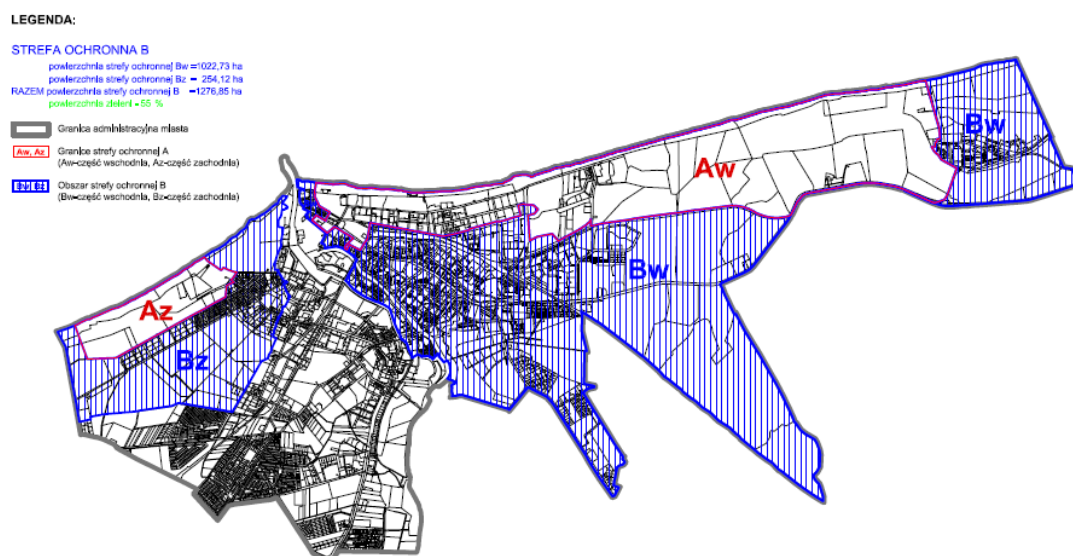 LEGENDA:
STREFA OCHRONNA B
powierzchnia strefy ochronnej Bw =1022,73 ha
powierzchnia strefy ochronnej Bz = 254,12 ha
RAZEM powierzchnia strefy ochronnej B =1276,85 ha
powierzchnia zieleni - 55 %
Granica administracyjna miasta
Aw, Az Granice strefy ochronnej A
(Aw-część wschodnia, Az-część zachodnia)
Bw, Bz Obszar strefy ochronnej B
(Bw-część wschodnia, Bz-część zachodnia)
Bw
Aw
Bw
Az
Bz